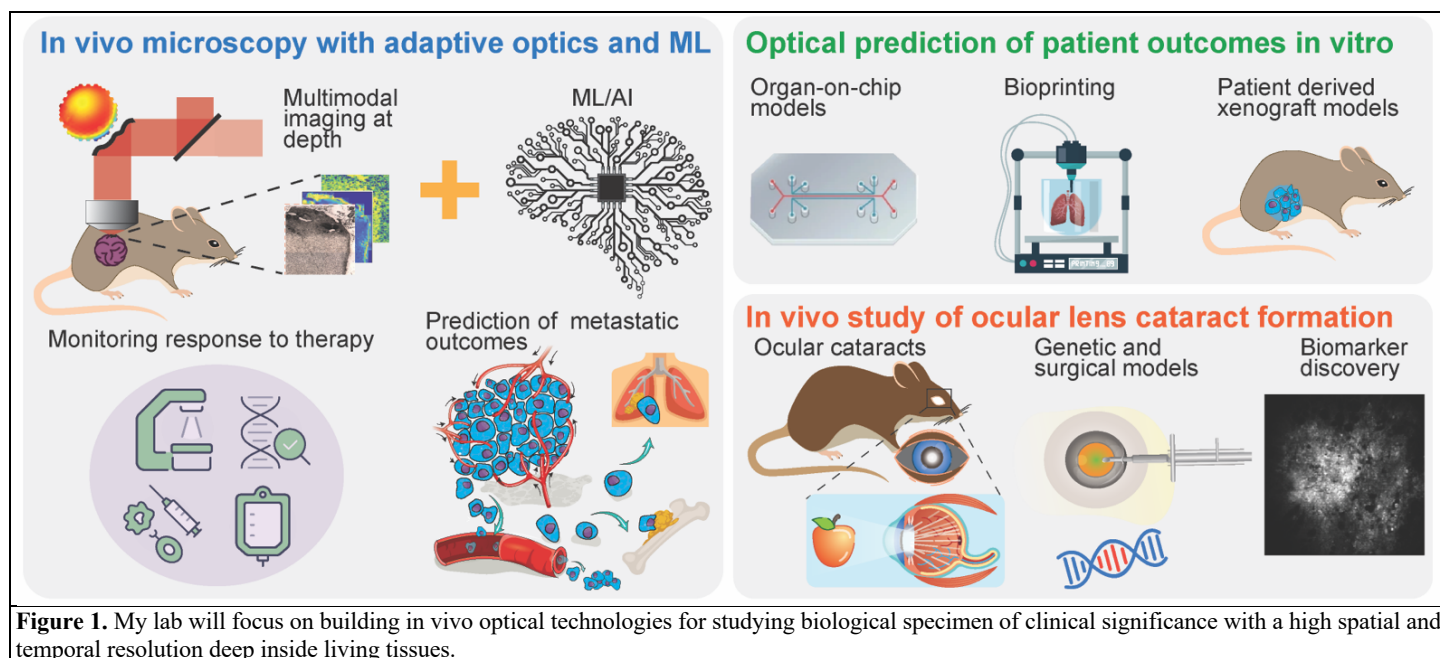 In vivo microscopy with adaptive optics and ML
Multimodal
imaging at
depth
ML/AI
Monitoring response to therapy
Prediction of metastatic
outcomes
Optical prediction of patient outcomes in vitro
Organ-on-chip
models
Bioprinting
Patient derived
xenograft models
In vivo study of ocular lens cataract formation
Ocular cataracts
Genetic and
surgical models
Biomarker
discovery
Figure 1. My lab will focus on building in vivo optical technologies for studying biological specimen of clinical significance with a high spatial and
temporal resolution deep inside living tissues.